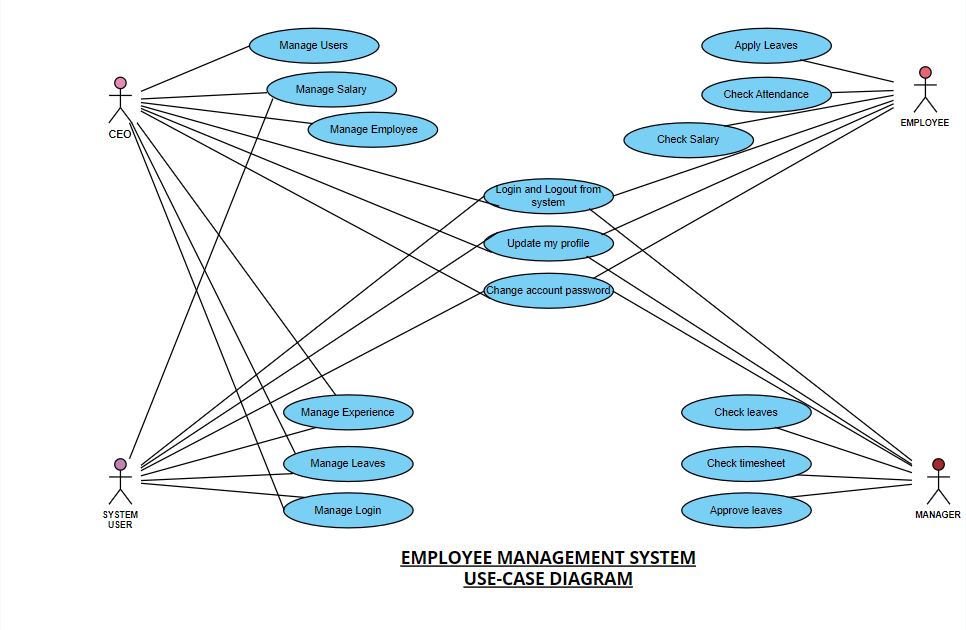 Manage Users
Apply Leaves
Manage Salary
Check Attendance
CEO
EMPLOYEE
Manage Employee
Check Salary
Login and Logout from
system
Update my profile
Change account password
Manage Experience
Check leaves
Manage Leaves
Check timesheet
Manage Login
Approve leaves
SYSTEM
USER
MANAGER
EMPLOYEE MANAGEMENT SYSTEM
USE-CASE DIAGRAM